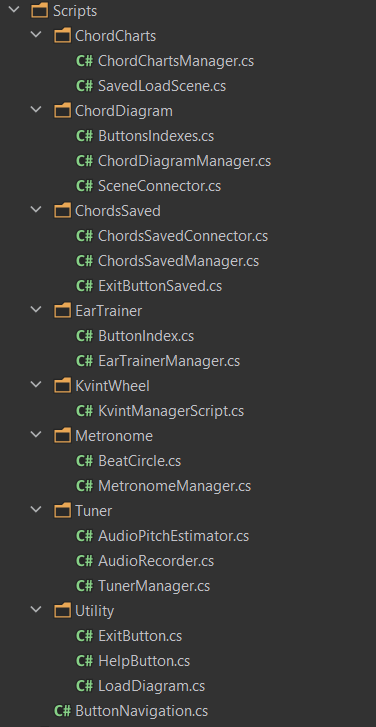 Scripts
ChordCharts
C# ChordChartsManager.cs
C# SavedLoadScene.cs
ChordDiagram
C# ButtonsIndexes.cs
C# ChordDiagramManager.cs
C# SceneConnector.cs
ChordsSaved
C# ChordsSavedConnector.cs
C# ChordsSavedManager.cs
C# ExitButtonSaved.cs
EarTrainer
C# ButtonIndex.cs
C# EarTrainerManager.cs
KvintWheel
C# KvintManagerScript.cs
Metronome
C# BeatCircle.cs
C# MetronomeManager.cs
Tuner
C# AudioPitchEstimator.cs
C# AudioRecorder.cs
C# TunerManager.cs
Utility
C# ExitButton.cs
C# HelpButton.cs
C# LoadDiagram.cs
C# ButtonNavigation.cs